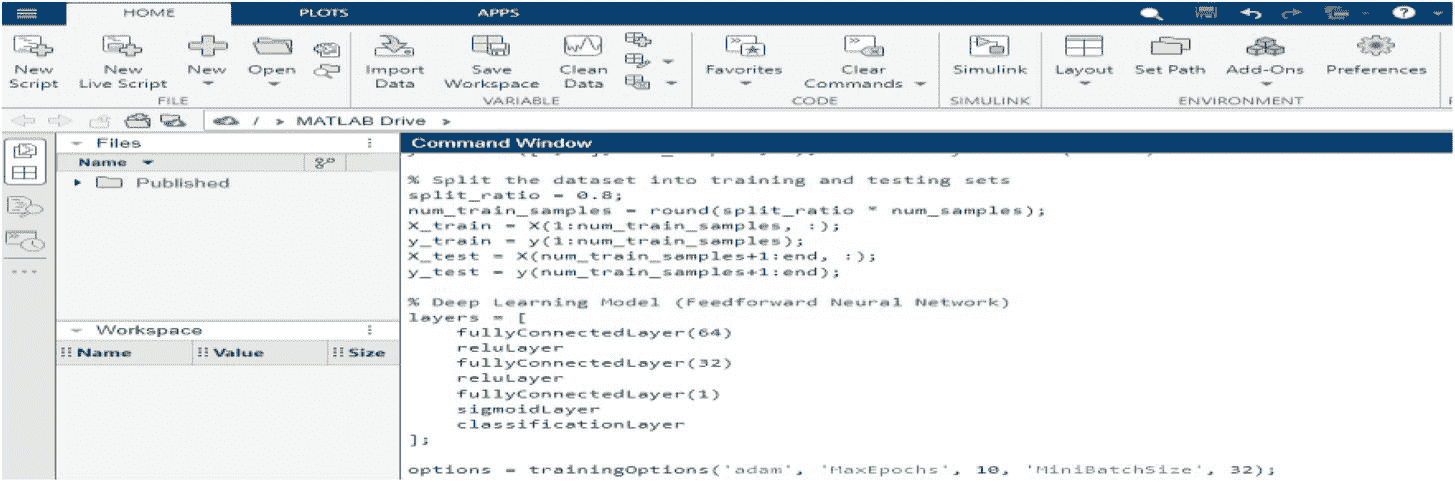 HOME PLOTS APPS
New Script
New Live Script
New
Open
Import Data
Save Workspace
Clean Data
Favorites
Clear Commands
Simulink
Layout
Set Path
Add-Ons
Preferences
FILE VARIABLE CODE SIMULINK ENVIRONMENT
/ > MATLAB Drive >
Files
Name
Published
Workspace
Name Value Size
Command Window
% Split the dataset into training and testing sets
split_ratio = 0.8;
num_train_samples = round(split_ratio * num_samples);
X_train = X(1:num_train_samples, :);
y_train = y(1:num_train_samples);
X_test = X(num_train_samples+1:end, :);
y_test = y(num_train_samples+1:end);
% Deep Learning Model (Feedforward Neural Network)
layers = [
fullyConnectedLayer(64)
reluLayer
fullyConnectedLayer(32)
reluLayer
fullyConnectedLayer(1)
sigmoidLayer
classificationLayer
];
options = trainingOptions('adam', 'MaxEpochs', 10, 'MiniBatchSize', 32);